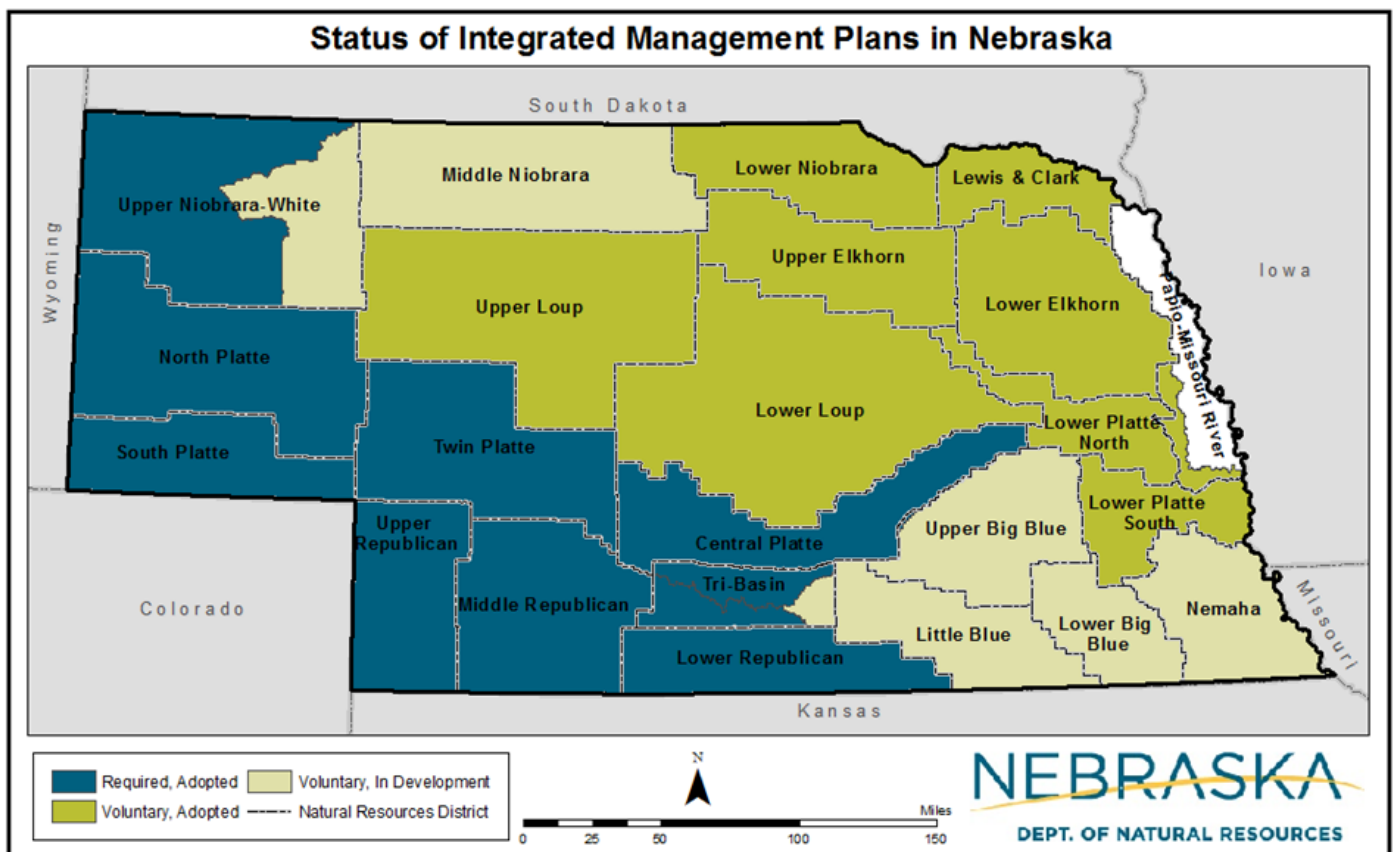 Status of Integrated Management Plans in Nebraska
South Dakota
Wyoming
Iowa
Colorado
Kansas
Missouri
Upper Niobrara-White
Middle Niobrara
Lower Niobrara
Lewis & Clark
Upper Elkhorn
Lower Elkhorn
Papio-Missouri River
Upper Loup
North Platte
Lower Loup
Lower Platte
North
South Platte
Twin Platte
Lower Platte
South
Upper
Republican
Central Platte
Upper Big Blue
Tri-Basin
Middle Republican
Nemaha
Little Blue
Lower Big
Blue
Lower Republican
Required, Adopted
Voluntary, In Development
Voluntary, Adopted
Natural Resources District
N
Miles
0 25 50 100 150
NEBRASKA
DEPT. OF NATURAL RESOURCES